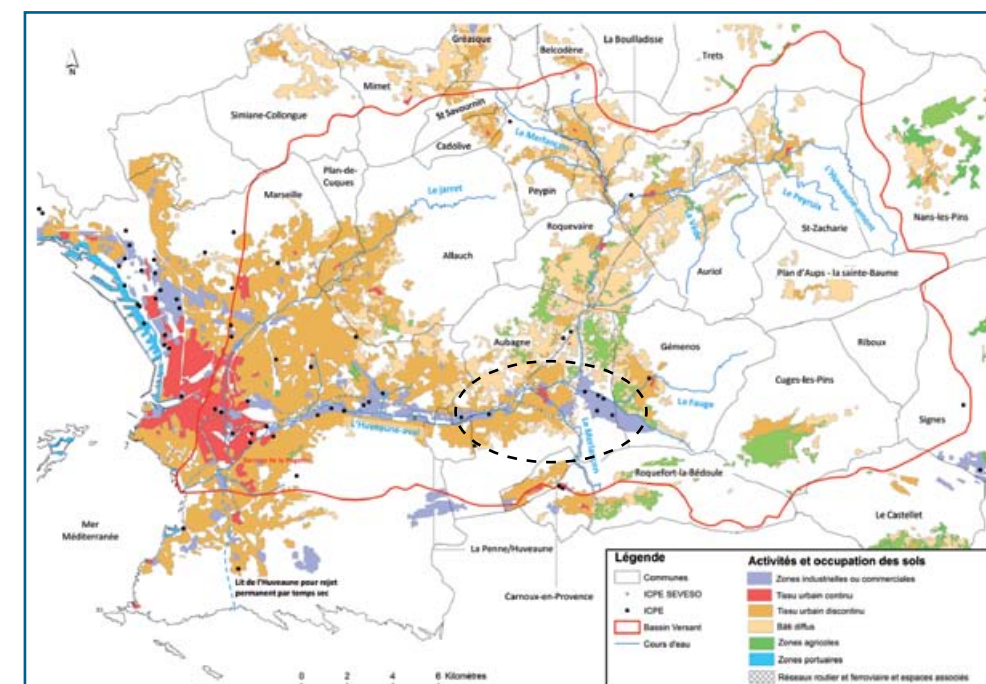 Gréasque
Belcodène
La Bouilladisse
Trets
Mimet
Simiane-Collongue
St Savournin
Cadolive
Le Merlançon
Plan-de-
Cuques
Marseille
Le Jarret
Peypin
Roquevaire
Allauch
La Vède
Auriol
Le Peyruis
L'Huveaune-amont
St-Zacharie
Nans-les-Pins
Plan d'Aups - la sainte-Baume
Aubagne
Gémenos
Riboux
Cuges-les-Pins
Le Fauge
Signes
L'Huveaune-aval
Le Merlançon
Roquefort-la-Bédoule
Le Castellet
Mer
Méditerranée
La Penne/Huveaune
Carnoux-en-Provence
Lit de l'Huveaune pour rejet
permanent par temps sec
N
0 2 4 6 Kilomètres
Légende
Communes
ICPE SEVESO
ICPE
Bassin Versant
Cours d'eau
Activités et occupation des sols
Zones industrielles ou commerciales
Tissu urbain continu
Tissu urbain discontinu
Bâti diffus
Zones agricoles
Zones portuaires
Réseaux routier et ferroviaire et espaces associés